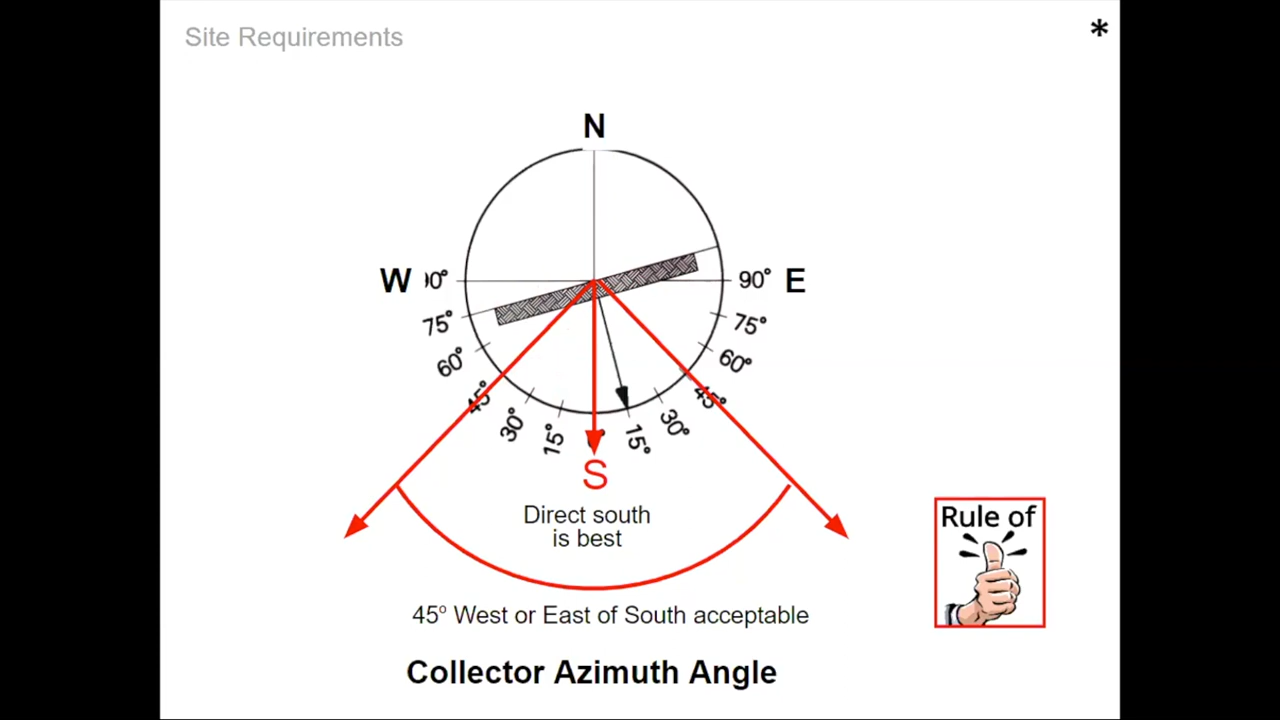 Site Requirements
*
N
W
90° E
75°
75°
60°
60°
45°
45°
30°
30°
15°
15°
S
Direct south
is best
Rule of
45° West or East of South acceptable
Collector Azimuth Angle